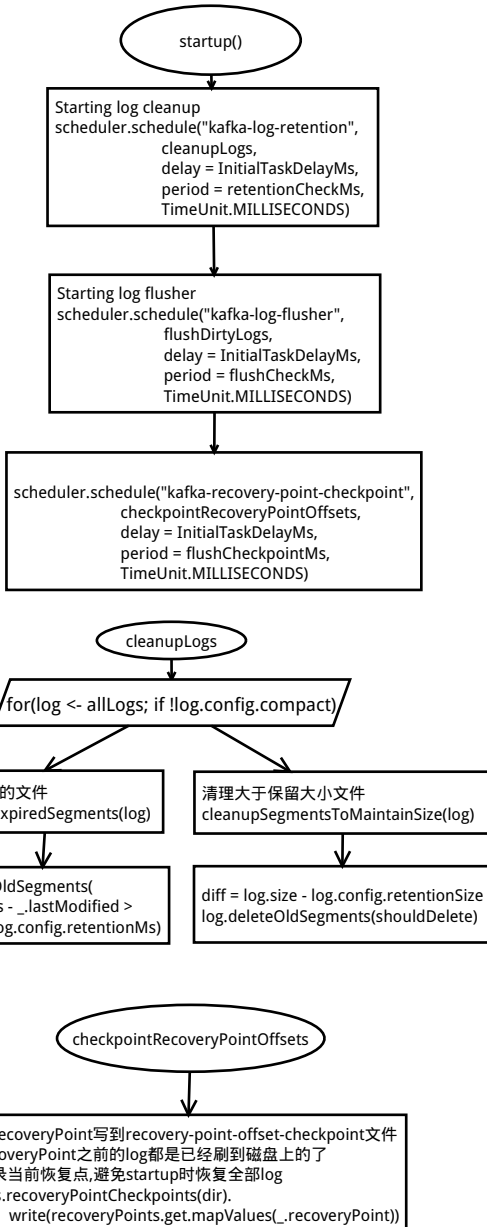 startup()
Starting log cleanup
scheduler.schedule("kafka-log-retention",
cleanupLogs,
delay = InitialTaskDelayMs,
period = retentionCheckMs,
TimeUnit.MILLISECONDS)
Starting log flusher
scheduler.schedule("kafka-log-flusher",
flushDirtyLogs,
delay = InitialTaskDelayMs,
period = flushCheckMs,
TimeUnit.MILLISECONDS)
scheduler.schedule("kafka-recovery-point-checkpoint",
checkpointRecoveryPointOffsets,
delay = InitialTaskDelayMs,
period = flushCheckpointMs,
TimeUnit.MILLISECONDS)
cleanupLogs
for(log <- allLogs; if !log.config.compact)
的文件
xpiredSegments(log)
ldSegments(
s - _.lastModified >
og.config.retentionMs)
清理大于保留大小文件
cleanupSegmentsToMaintainSize(log)
diff = log.size - log.config.retentionSize
log.deleteOldSegments(shouldDelete)
checkpointRecoveryPointOffsets
ecoveryPoint写到recovery-point-offset-checkpoint文件
overyPoint之前的log都是已经刷到磁盘上的了
当前恢复点,避免startup时恢复全部log
s.recoveryPointCheckpoints(dir).
write(recoveryPoints.get.mapValues(_.recoveryPoint))